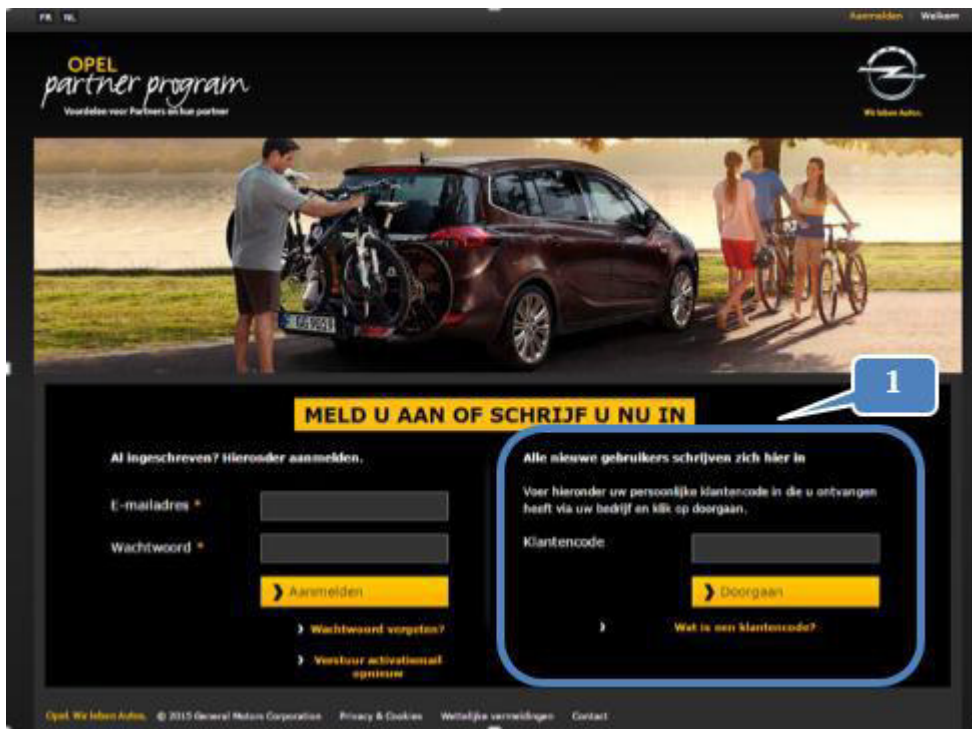 FR NL
Aanmelden Welkom
OPEL
partner program
Voordelen voor Partners en hun partner
Wir leben Autos.
GG 9059
1
MELD U AAN OF SCHRIJF U NU IN
Al ingeschreven? Hieronder aanmelden.
E-mailadres *
Wachtwoord *
Aanmelden
Wachtwoord vergeten?
Verstuur activatiemail
opnieuw
Alle nieuwe gebruikers schrijven zich hier in
Voer hieronder uw persoonlijke klantencode in die u ontvangen
heeft via uw bedrijf en klik op doorgaan.
Klantencode
Doorgaan
Wat is een klantencode?
Opel. Wir leben Autos. © 2015 General Motors Corporation Privacy & Cookies Wettelijke vermeldingen Contact